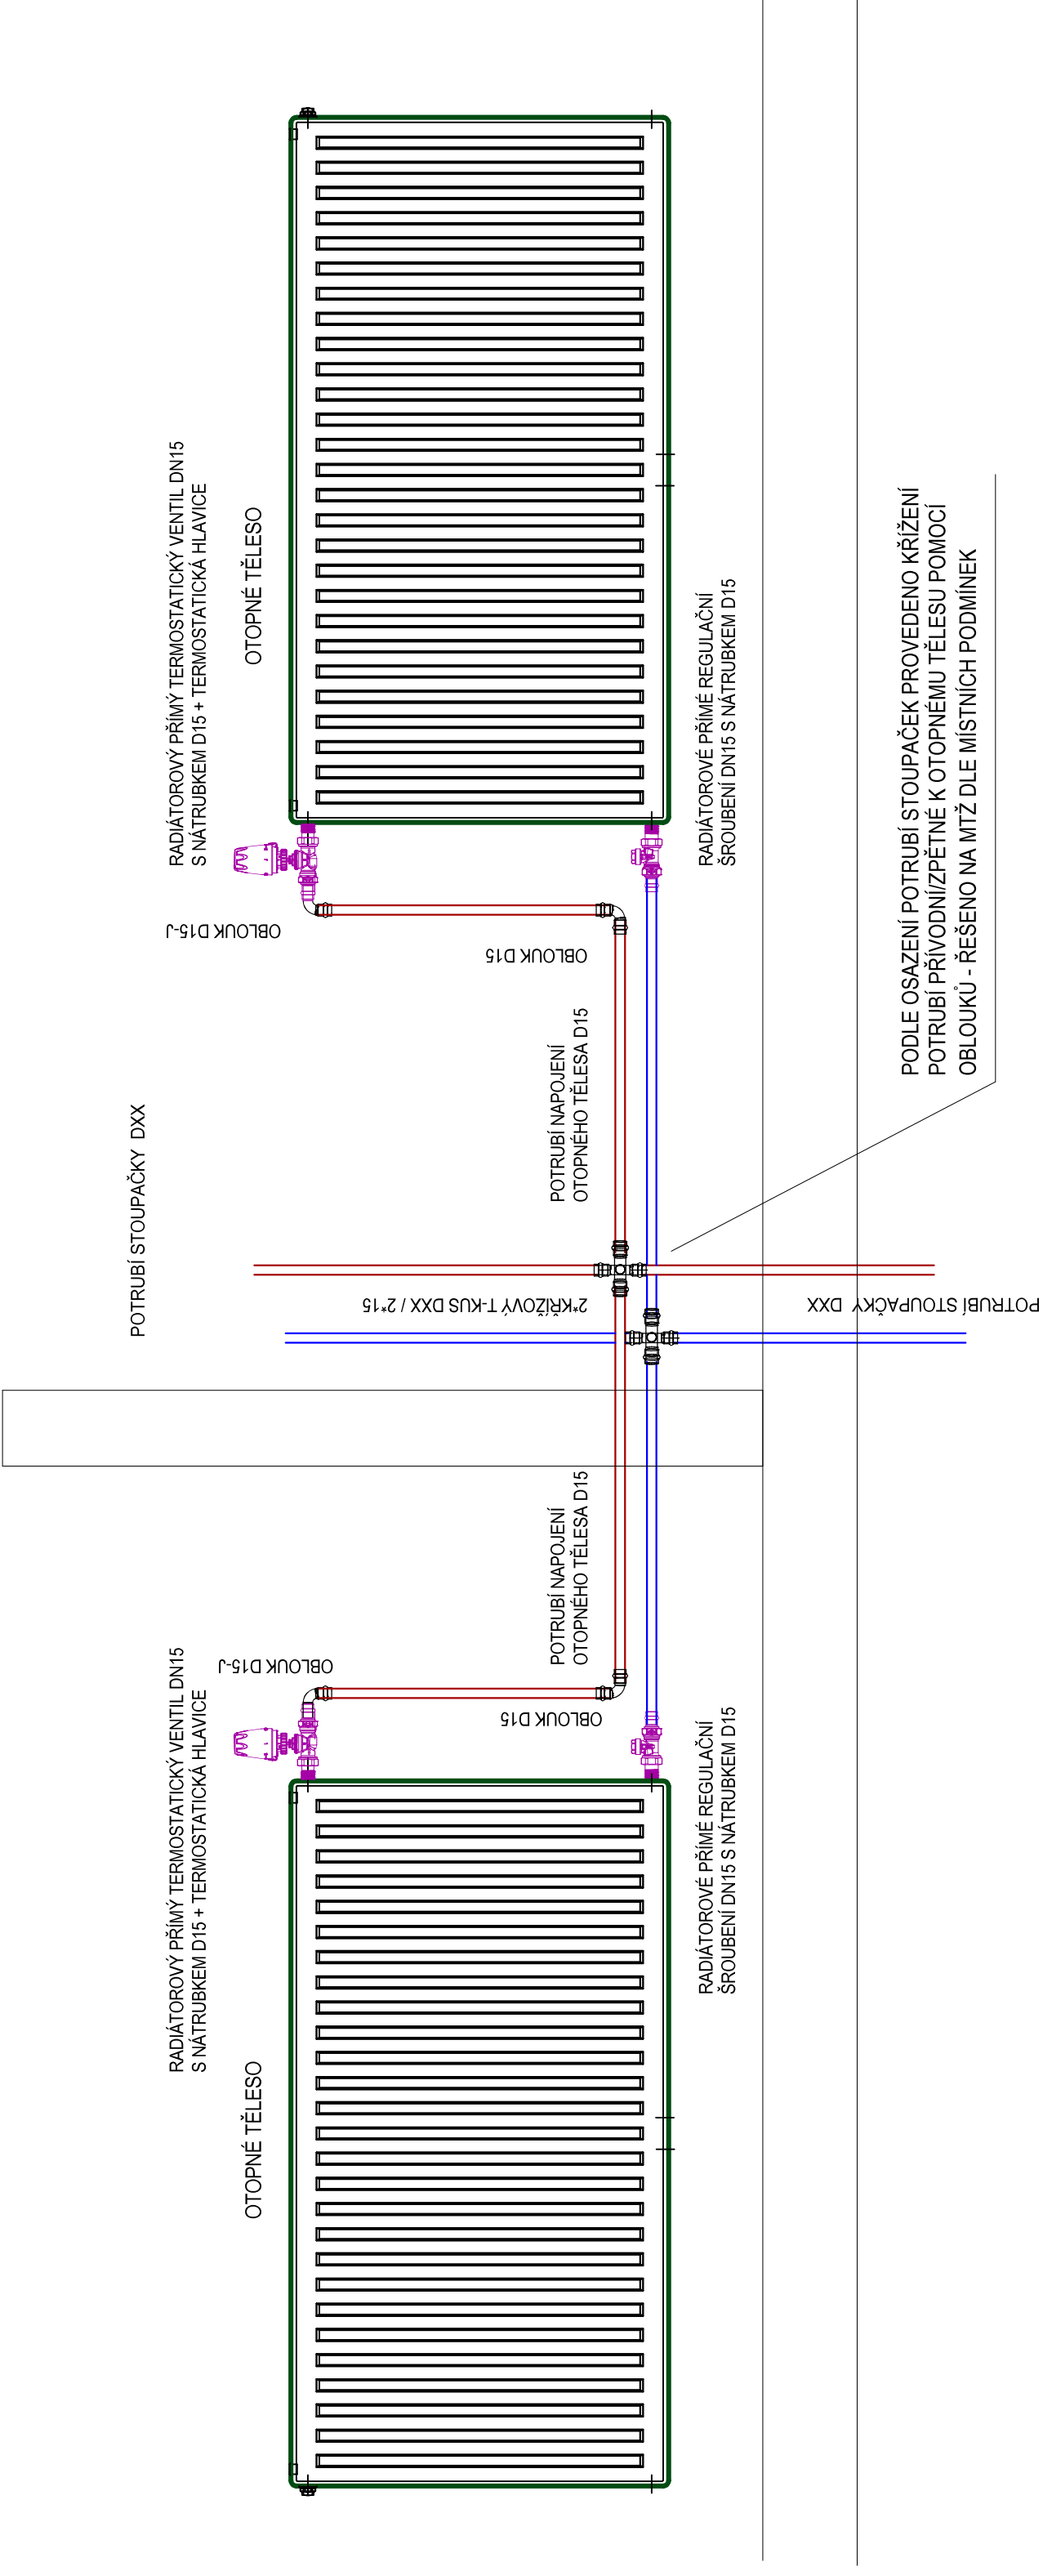 RADIÁTOROVÝ PŘÍMÝ TERMOSTATICKÝ VENTIL DN15
S NÁTRUBKEM D15 + TERMOSTATICKÁ HLAVICE
OTOPNÉ TĚLESO
OBLOUK D15-J
OBLOUK D15
POTRUBÍ NAPOJENÍ
OTOPNÉHO TĚLESA D15
RADIÁTOROVÉ PŘÍMÉ REGULAČNÍ
ŠROUBENÍ DN15 S NÁTRUBKEM D15
POTRUBÍ STOUPAČKY DXX
2*KŘÍŽOVÝ T-KUS DXX / 2*15
POTRUBÍ STOUPAČKY DXX
RADIÁTOROVÝ PŘÍMÝ TERMOSTATICKÝ VENTIL DN15
S NÁTRUBKEM D15 + TERMOSTATICKÁ HLAVICE
OTOPNÉ TĚLESO
OBLOUK D15-J
OBLOUK D15
POTRUBÍ NAPOJENÍ
OTOPNÉHO TĚLESA D15
RADIÁTOROVÉ PŘÍMÉ REGULAČNÍ
ŠROUBENÍ DN15 S NÁTRUBKEM D15
PODLE OSAZENÍ POTRUBÍ STOUPAČEK PROVEDENO KŘÍŽENÍ
POTRUBÍ PŘÍVODNÍ/ZPĚTNÉ K OTOPNÉMU TĚLESU POMOCÍ
OBLOUKŮ - ŘEŠENO NA MTŽ DLE MÍSTNÍCH PODMÍNEK